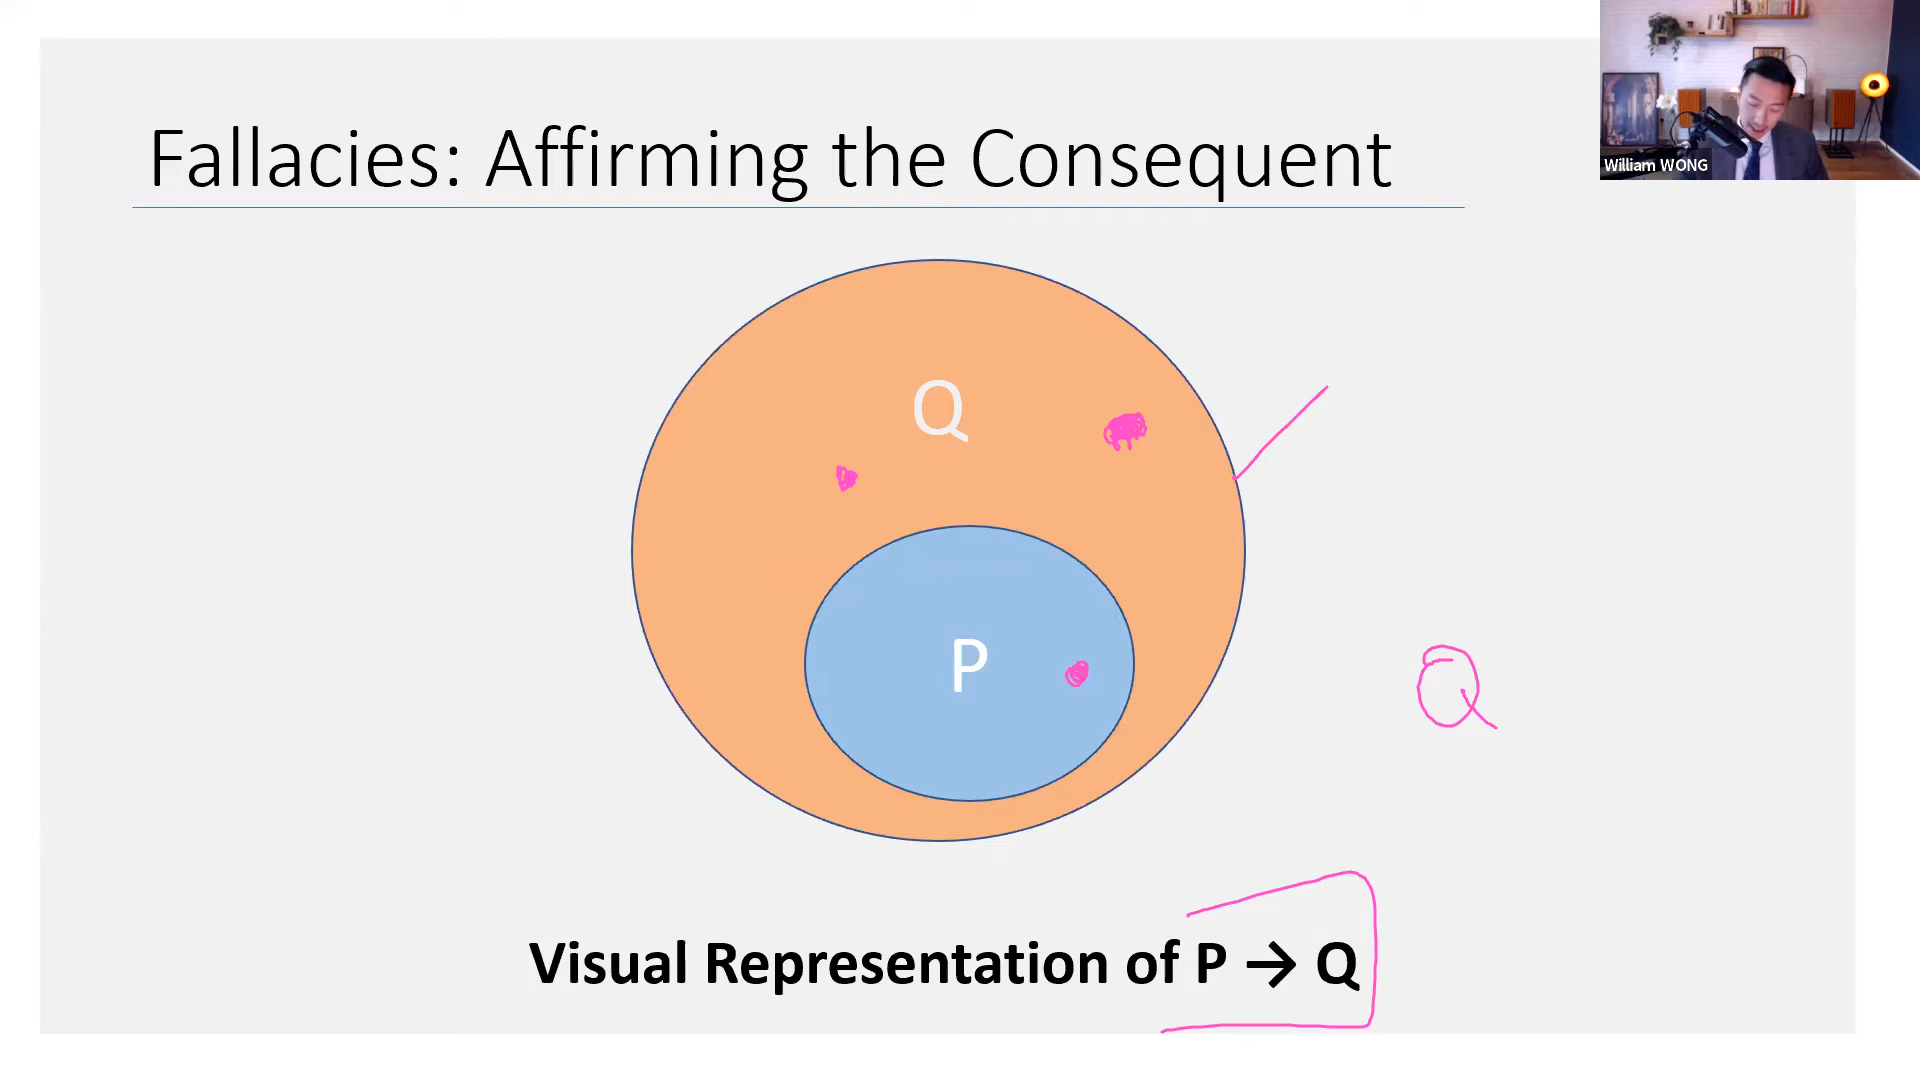 Fallacies: Affirming the Consequent
William WONG
Q
P
Q
Visual Representation of P → Q